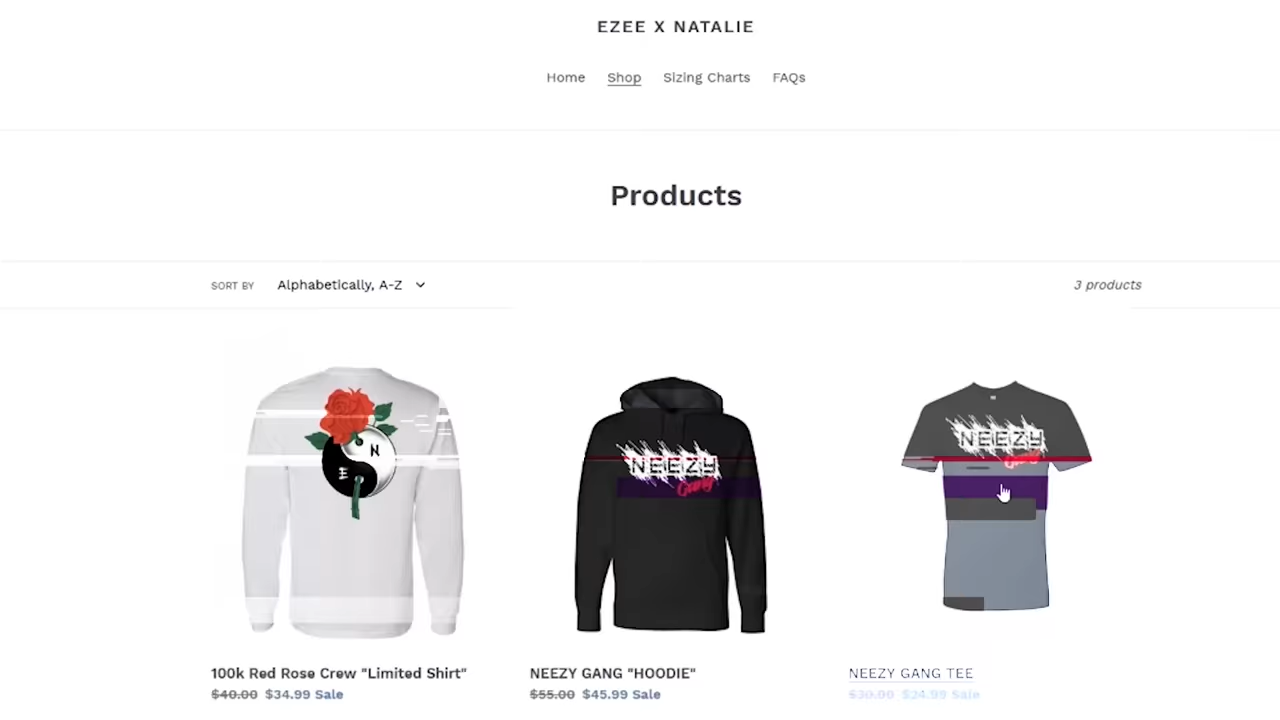 EZEE X NATALIE
Home Shop Sizing Charts FAQs
Products
SORT BY Alphabetically, A-Z
3 products
N
H
NEEZY
Gang
NEEZY
Gang
100k Red Rose Crew "Limited Shirt"
$40.00 $34.99 Sale
NEEZY GANG "HOODIE"
$55.00 $45.99 Sale
NEEZY GANG TEE
$30.00 $24.99 Sale